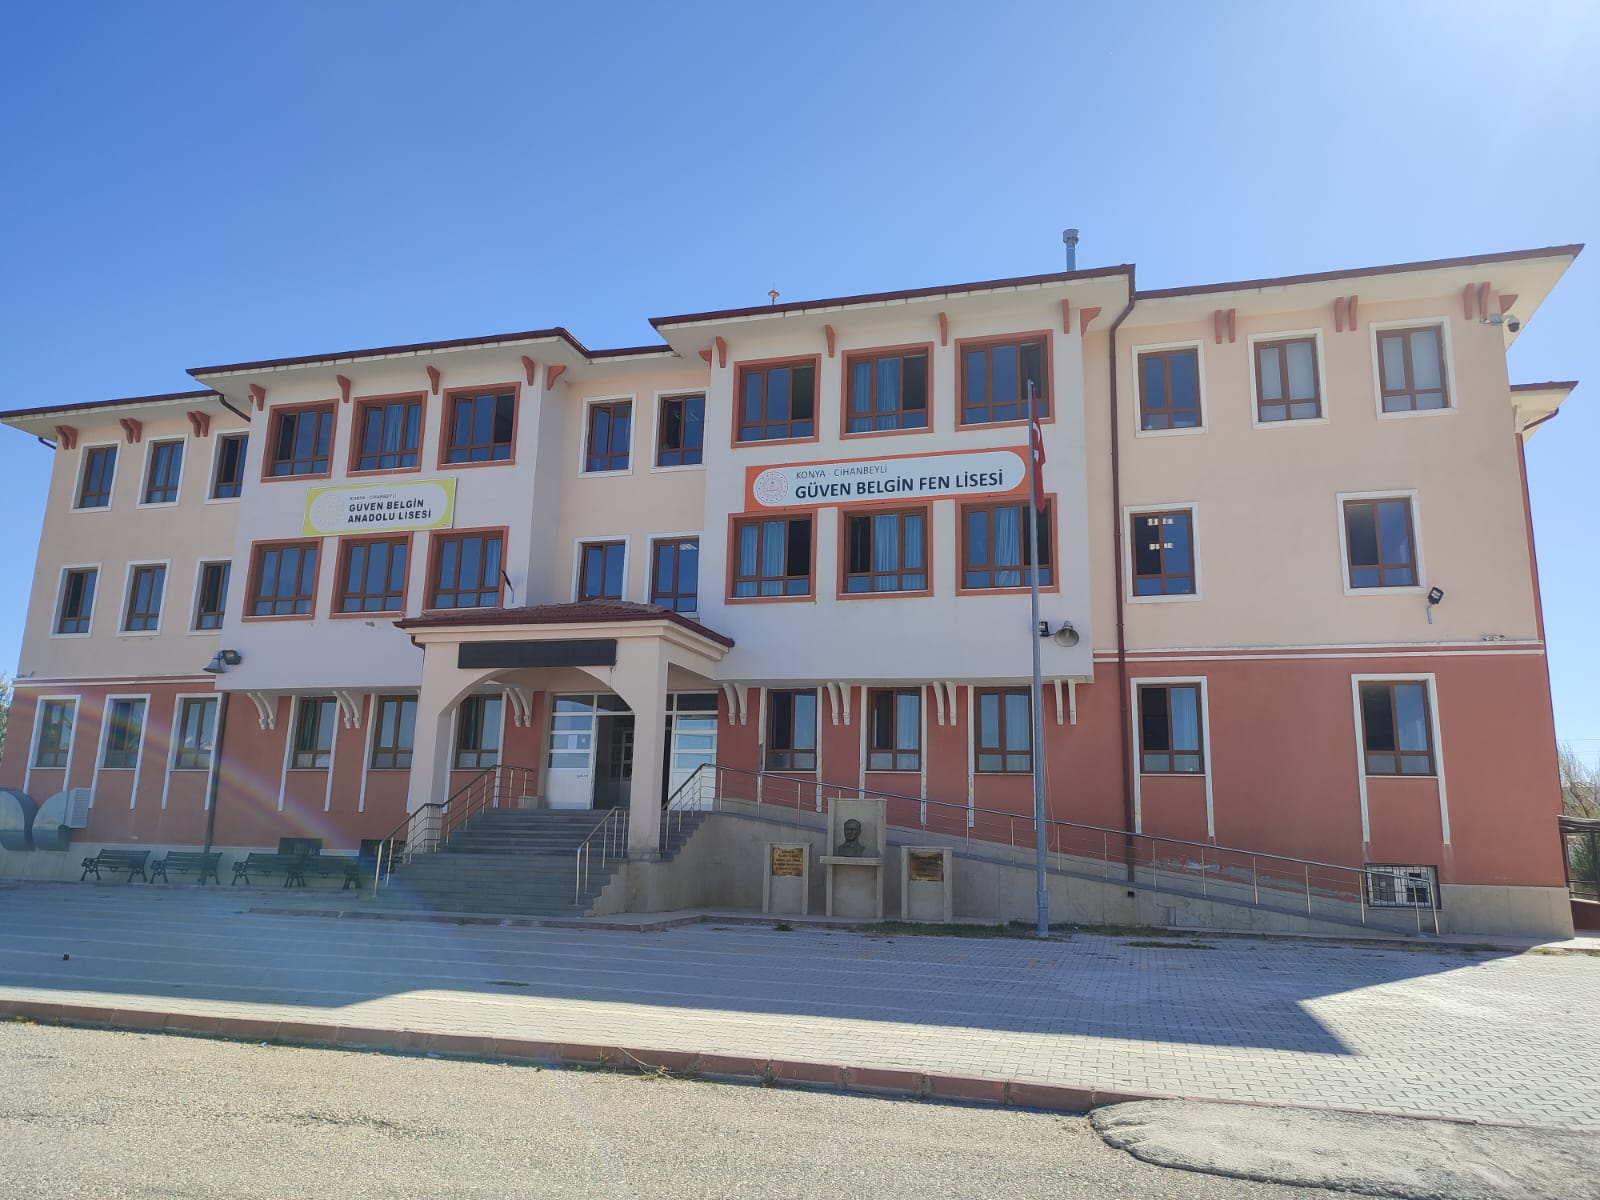 KONYA - CİHANBEYLİ
GÜVEN BELGİN
ANADOLU LİSESİ
KONYA - CİHANBEYLİ
GÜVEN BELGİN FEN LİSESİ